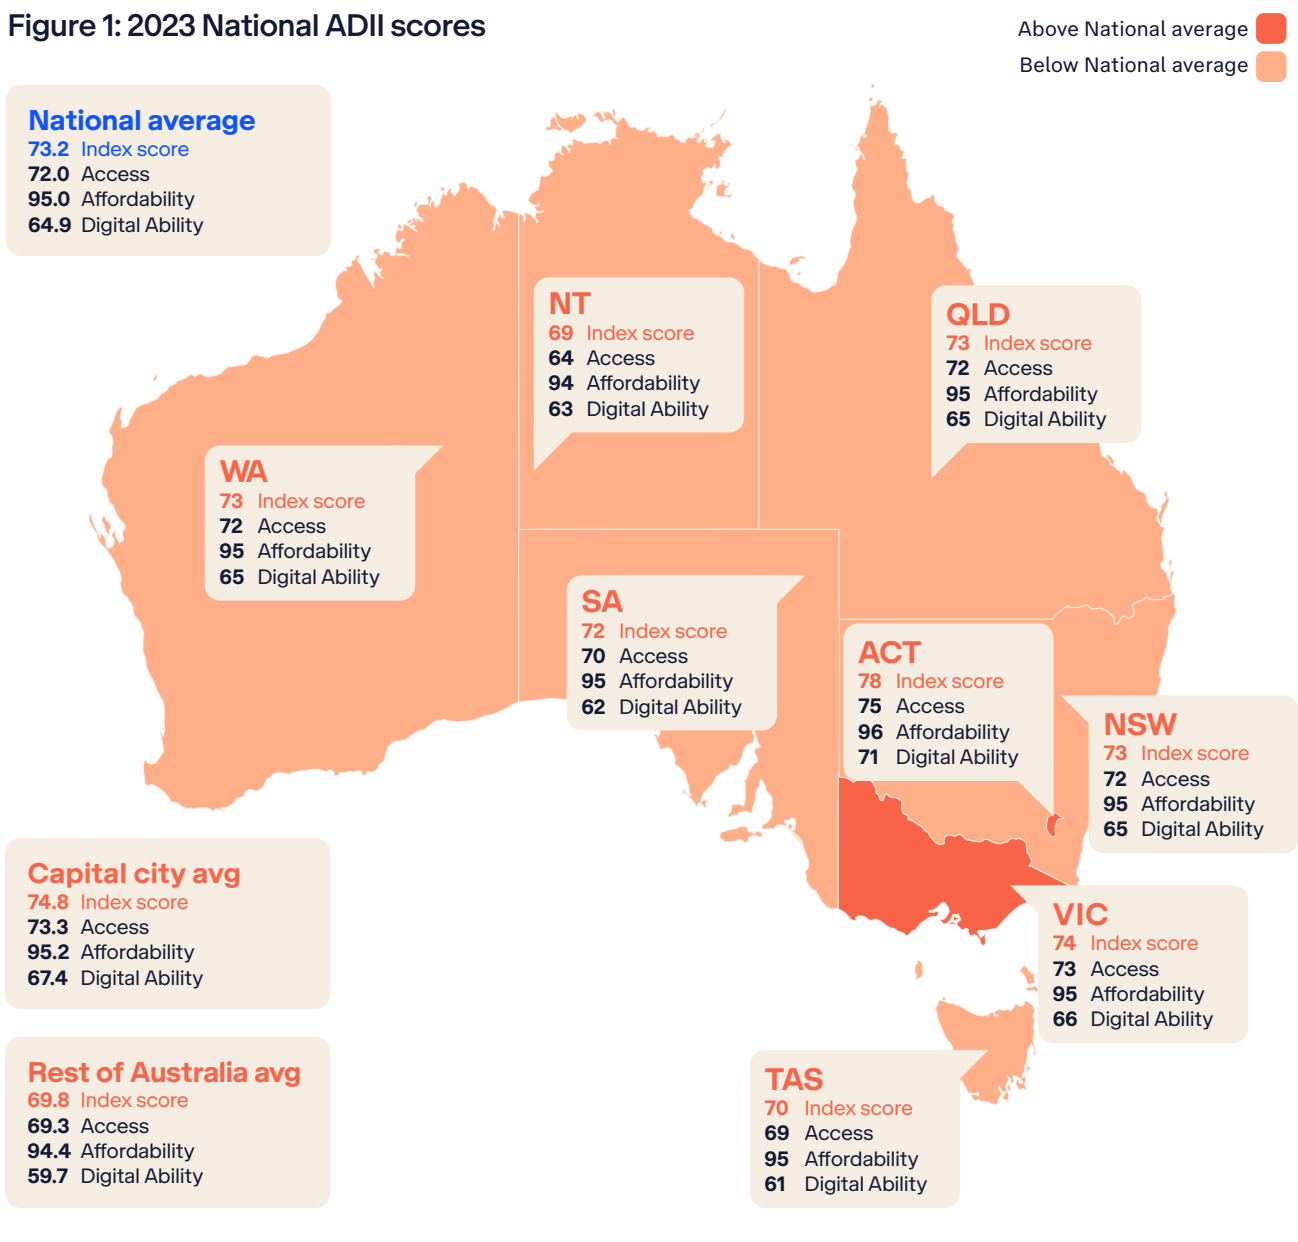 Figure 1: 2023 National ADII scores
Above National average
Below National average
National average
73.2 Index score
72.0 Access
95.0 Affordability
64.9 Digital Ability
NT
69 Index score
64 Access
94 Affordability
63 Digital Ability
QLD
73 Index score
72 Access
95 Affordability
65 Digital Ability
WA
73 Index score
72 Access
95 Affordability
65 Digital Ability
SA
72 Index score
70 Access
95 Affordability
62 Digital Ability
ACT
78 Index score
75 Access
96 Affordability
71 Digital Ability
NSW
73 Index score
72 Access
95 Affordability
65 Digital Ability
Capital city avg
74.8 Index score
73.3 Access
95.2 Affordability
67.4 Digital Ability
VIC
74 Index score
73 Access
95 Affordability
66 Digital Ability
Rest of Australia avg
69.8 Index score
69.3 Access
94.4 Affordability
59.7 Digital Ability
TAS
70 Index score
69 Access
95 Affordability
61 Digital Ability